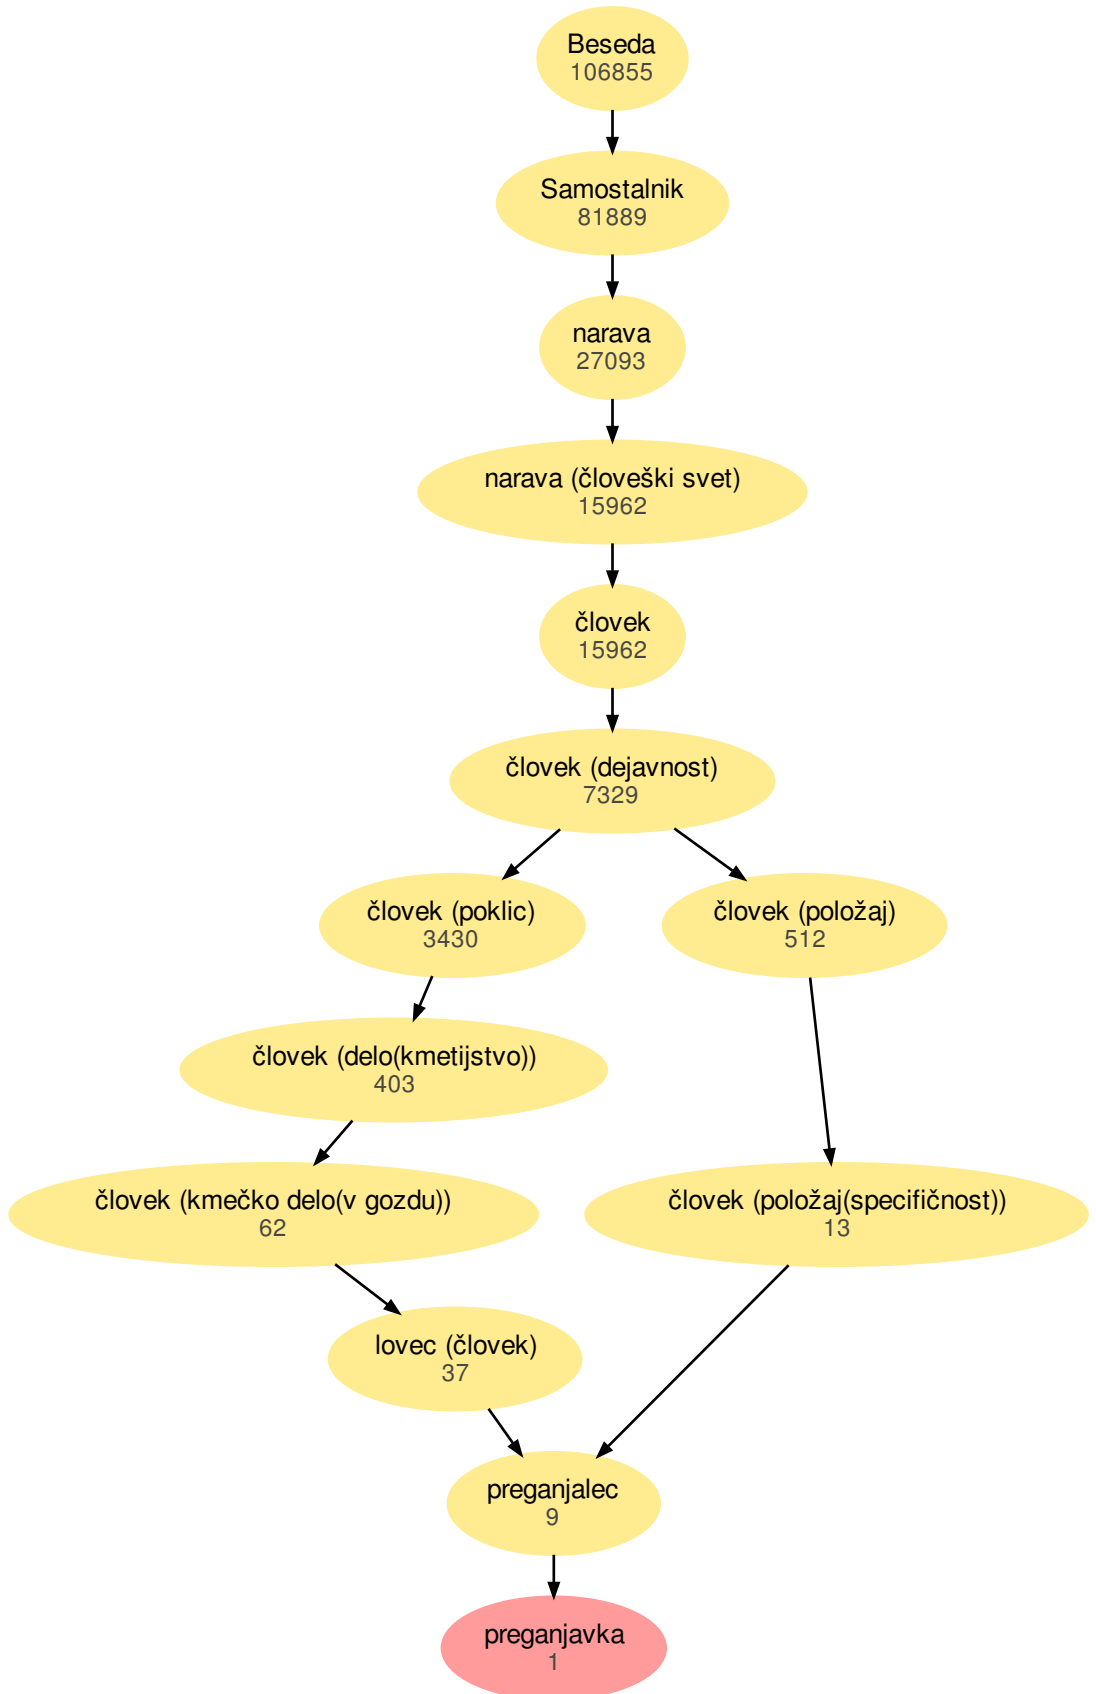 Beseda
106855
Samostalnik
81889
narava
27093
narava (človeški svet)
15962
človek
15962
človek (dejavnost)
7329
človek (poklic)
3430
človek (položaj)
512
človek (delo(kmetijstvo))
403
človek (kmečko delo(v gozdu))
62
človek (položaj(specifičnost))
13
lovec (človek)
37
preganjalec
9
preganjavka
1